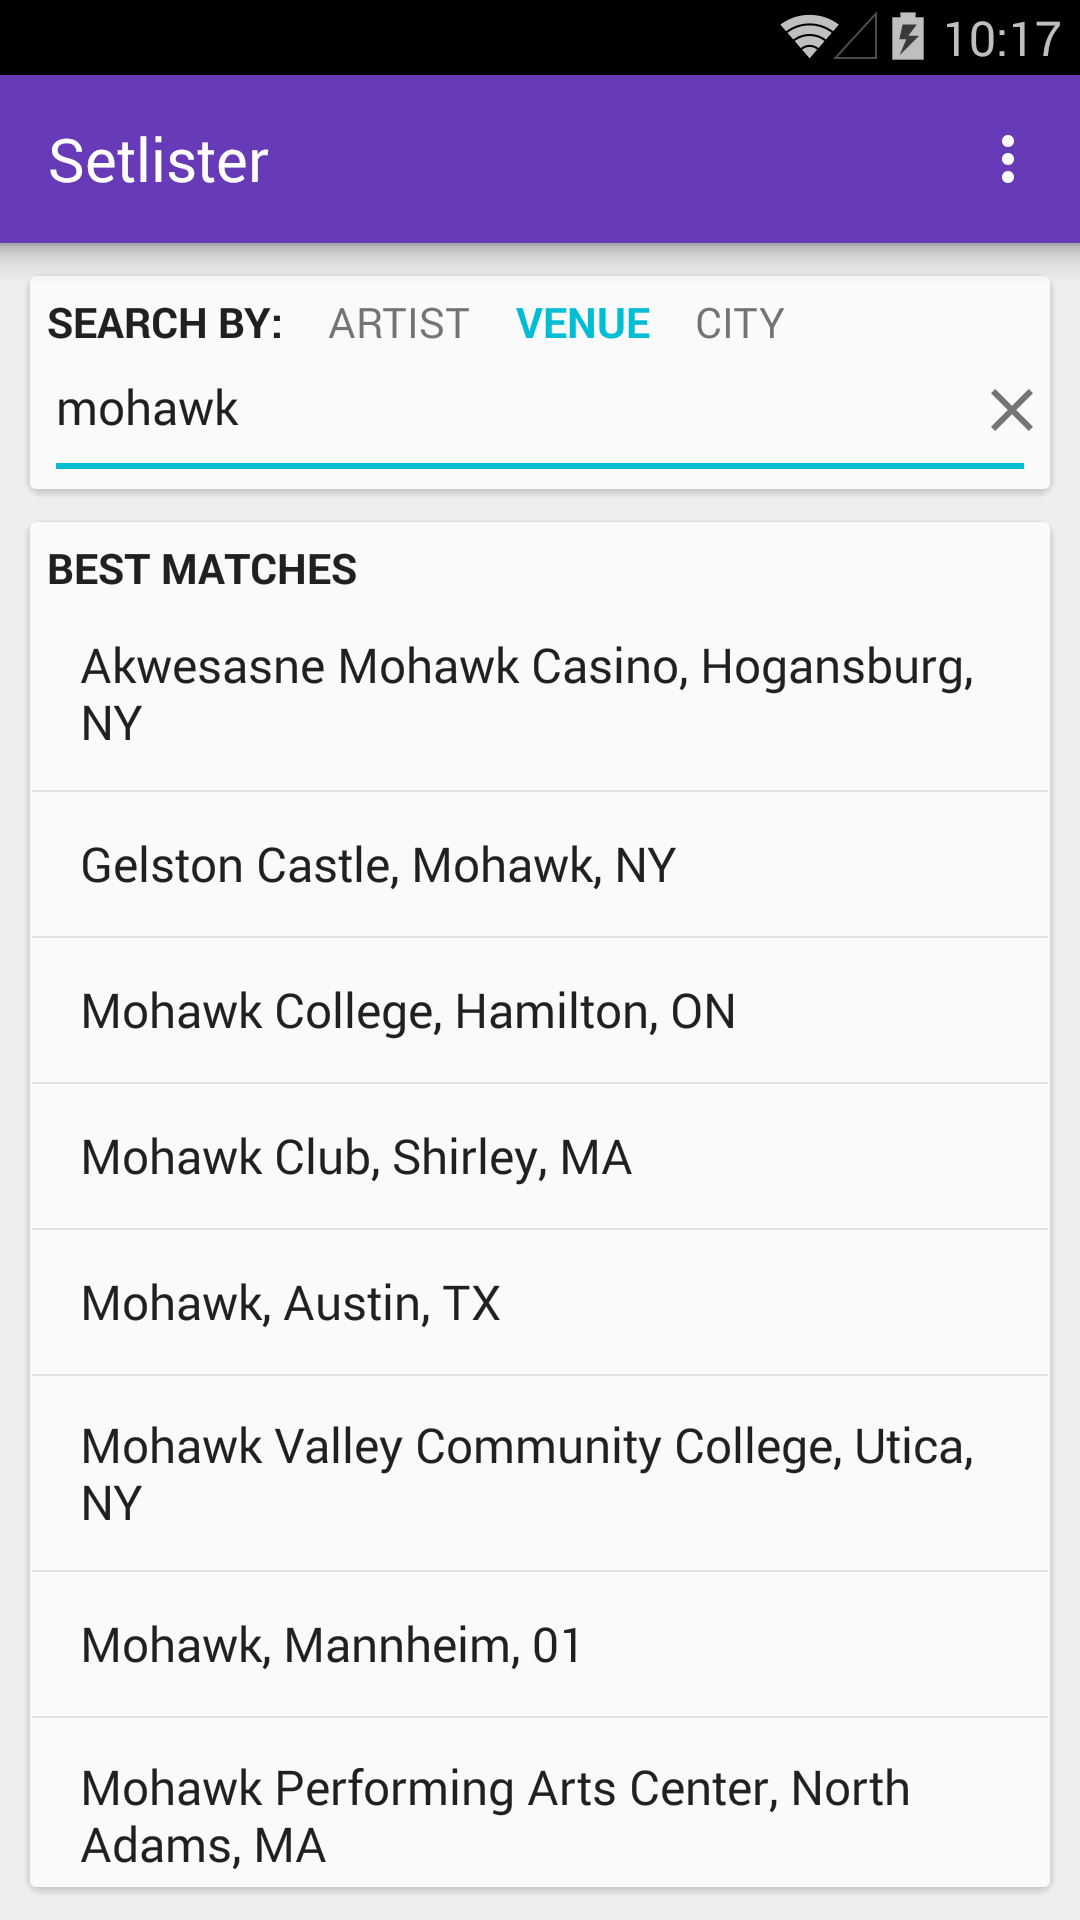 10:17
Setlister
SEARCH BY: ARTIST VENUE CITY
mohawk
BEST MATCHES
Akwesasne Mohawk Casino, Hogansburg,
NY
Gelston Castle, Mohawk, NY
Mohawk College, Hamilton, ON
Mohawk Club, Shirley, MA
Mohawk, Austin, TX
Mohawk Valley Community College, Utica,
NY
Mohawk, Mannheim, 01
Mohawk Performing Arts Center, North
Adams, MA